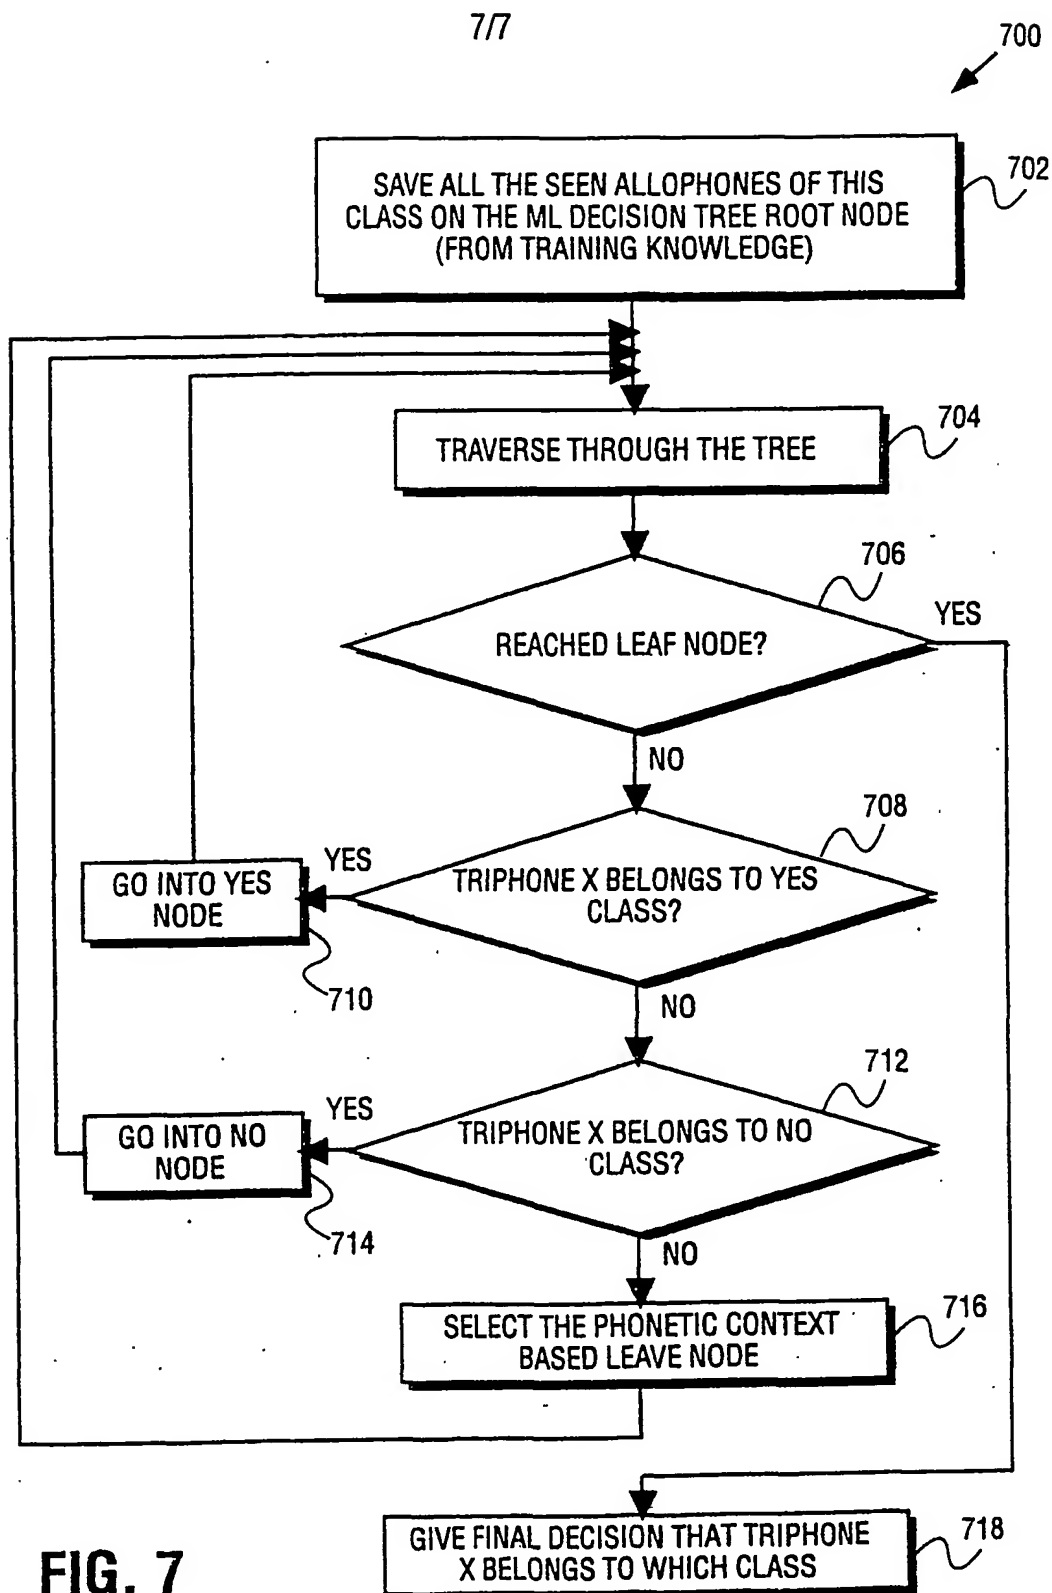 7/7
700
SAVE ALL THE SEEN ALLOPHONES OF THIS
CLASS ON THE ML DECISION TREE ROOT NODE
(FROM TRAINING KNOWLEDGE)
702
TRAVERSE THROUGH THE TREE
704
706
REACHED LEAF NODE?
YES
NO
708
TRIPHONE X BELONGS TO YES
CLASS?
YES
GO INTO YES
NODE
710
NO
712
TRIPHONE X BELONGS TO NO
CLASS?
YES
GO INTO NO
NODE
714
NO
SELECT THE PHONETIC CONTEXT
BASED LEAVE NODE
716
GIVE FINAL DECISION THAT TRIPHONE
X BELONGS TO WHICH CLASS
718
FIG. 7